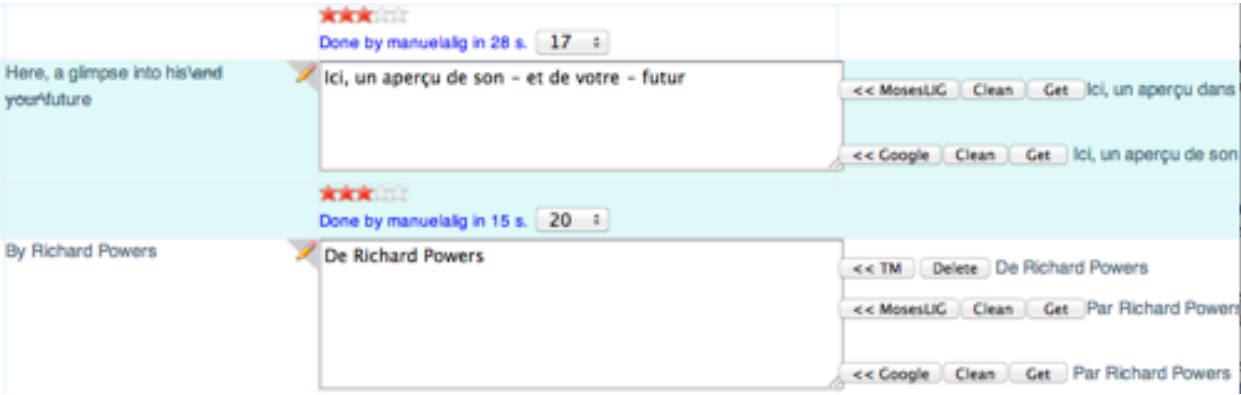 Done by manuelalig in 28 s. 17
Here, a glimpse into his\and
your\future
Ici, un aperçu de son – et de votre – futur
<< MosesLIG Clean Get Ici, un aperçu dans
<< Google Clean Get Ici, un aperçu de son
Done by manuelalig in 15 s. 20
By Richard Powers
De Richard Powers
<< TM Delete De Richard Powers
<< MosesLIG Clean Get Par Richard Powers
<< Google Clean Get Par Richard Powers